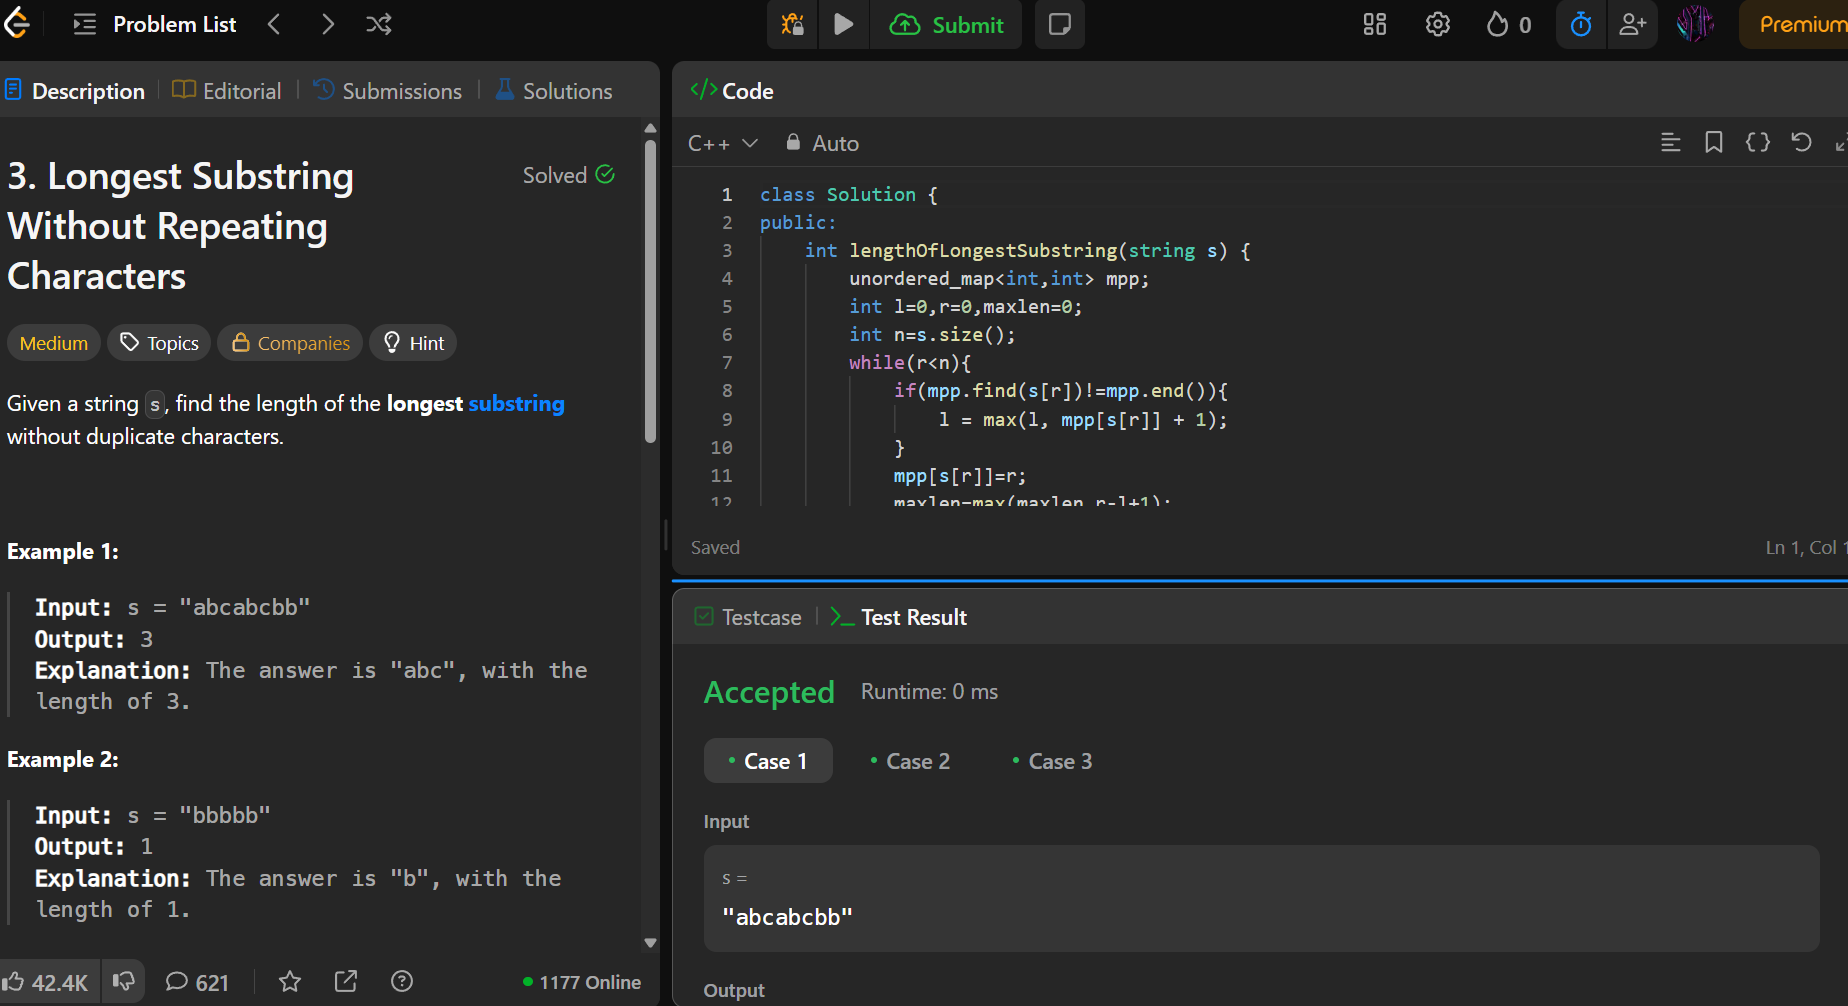 Problem List
Submit
0
Premium
Description
Editorial
Submissions
Solutions
3. Longest Substring
Without Repeating
Characters
Solved
Medium
Topics
Companies
Hint
Given a string s, find the length of the longest substring
without duplicate characters.
Example 1:
Input: s = "abcabcbb"
Output: 3
Explanation: The answer is "abc", with the
length of 3.
Example 2:
Input: s = "bbbbb"
Output: 1
Explanation: The answer is "b", with the
length of 1.
42.4K
621
1177 Online
</> Code
C++
Auto
1 class Solution {
2 public:
3 int lengthOfLongestSubstring(string s) {
4 unordered_map<int,int> mpp;
5 int l=0,r=0,maxlen=0;
6 int n=s.size();
7 while(r<n){
8 if(mpp.find(s[r])!=mpp.end()){
9 l = max(l, mpp[s[r]] + 1);
10 }
11 mpp[s[r]]=r;
12 maxlen=max(maxlen,r-l+1);
Saved
Ln 1, Col 1
Testcase
Test Result
Accepted
Runtime: 0 ms
Case 1
Case 2
Case 3
Input
s =
"abcabcbb"
Output